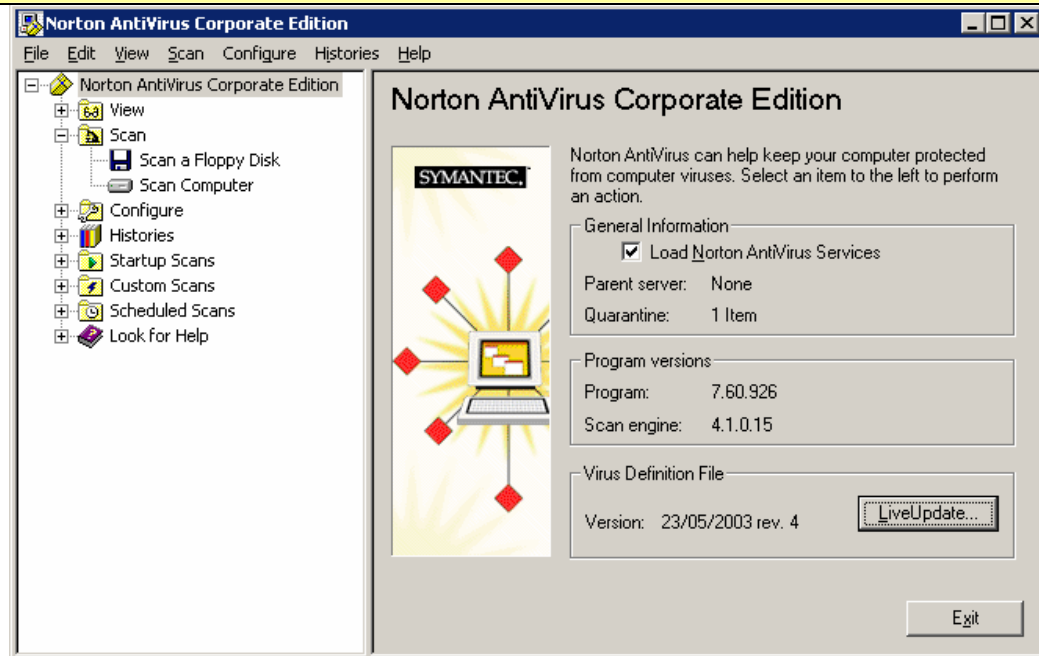 Norton AntiVirus Corporate Edition
File Edit View Scan Configure Histories Help
Norton AntiVirus Corporate Edition
View
Scan
Scan a Floppy Disk
Scan Computer
Configure
Histories
Startup Scans
Custom Scans
Scheduled Scans
Look for Help
Norton AntiVirus Corporate Edition
SYMANTEC.
Norton AntiVirus can help keep your computer protected
from computer viruses. Select an item to the left to perform
an action.
General Information
Load Norton AntiVirus Services
Parent server: None
Quarantine: 1 Item
Program versions
Program: 7.60.926
Scan engine: 4.1.0.15
Virus Definition File
Version: 23/05/2003 rev. 4
LiveUpdate...
Exit